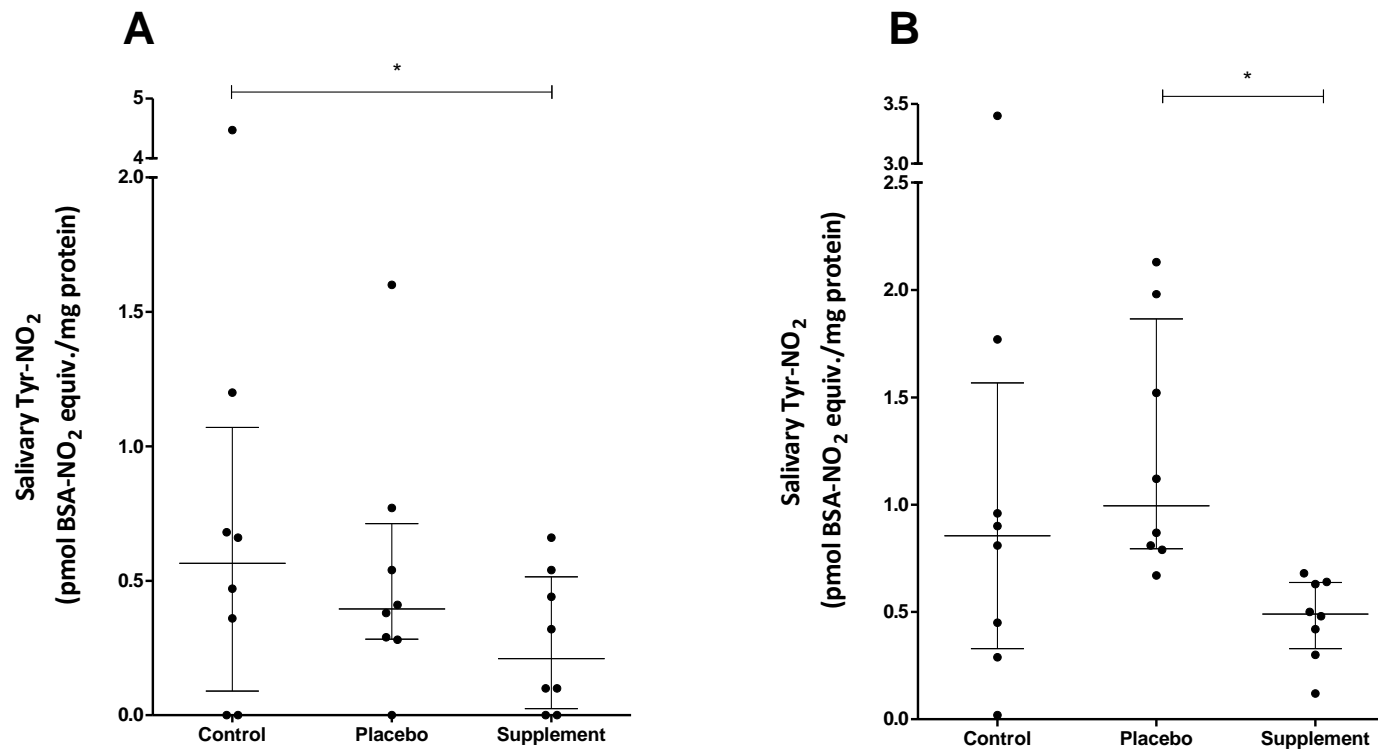 A
*
5
4
2.0
1.5
1.0
0.5
0.0
Salivary Tyr-NO2
(pmol BSA-NO2 equiv./mg protein)
Control Placebo Supplement
B
*
3.5
3.0
2.5
2.0
1.5
1.0
0.5
0.0
Salivary Tyr-NO2
(pmol BSA-NO2 equiv./mg protein)
Control Placebo Supplement